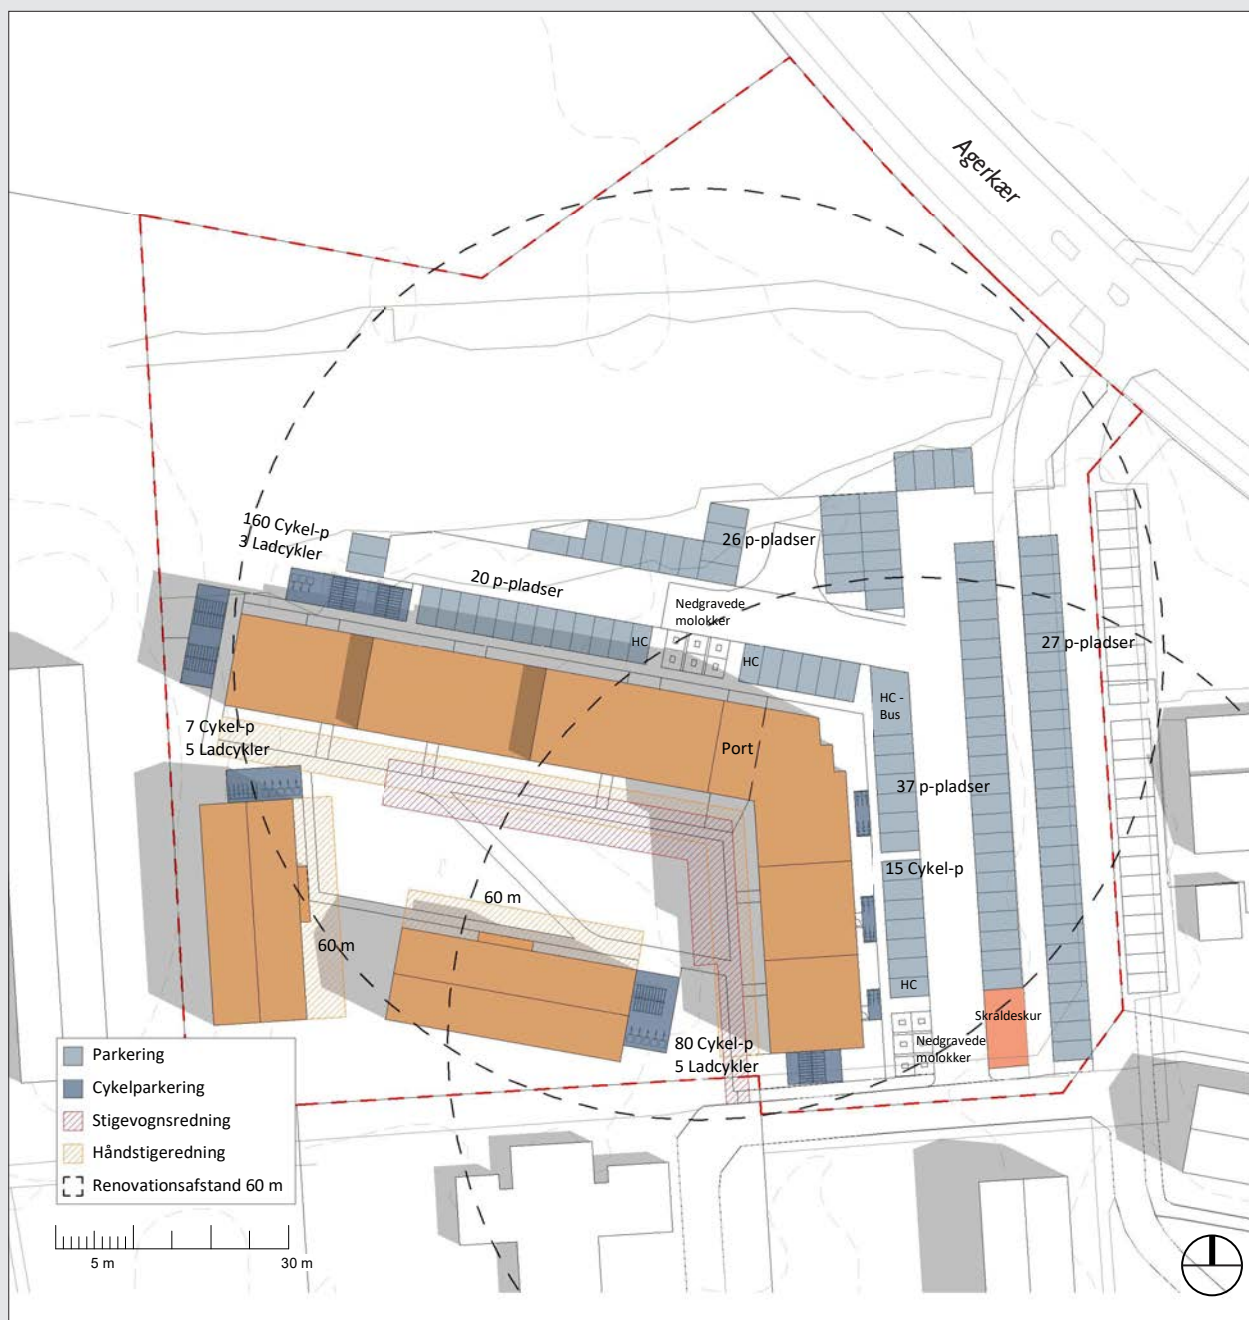 Agerkær
160 Cykel-p
3 Ladcykler
26 p-pladser
20 p-pladser
Nedgravede
molokker
HC
HC
27 p-pladser
HC -
Bus
7 Cykel-p
5 Ladcykler
Port
37 p-pladser
15 Cykel-p
60 m
60 m
HC
Skraldeskur
Nedgravede
molokker
80 Cykel-p
5 Ladcykler
Parkering
Cykelparkering
Stigevognsredning
Håndstigeredning
Renovationsafstand 60 m
5 m
30 m